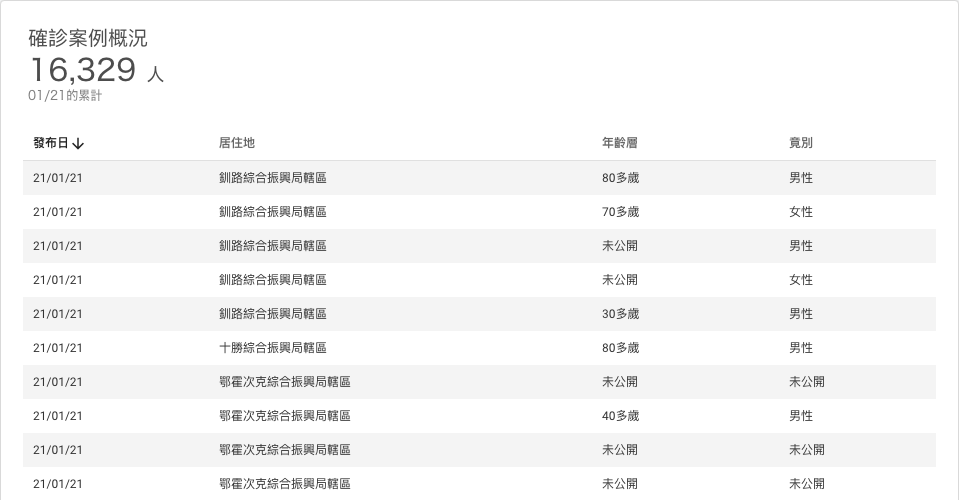 確診案例概況
16,329 人
01/21的累計
發布日↓ 居住地 年齡層 竟別
21/01/21 釧路綜合振興局轄區 80多歲 男性
21/01/21 釧路綜合振興局轄區 70多歲 女性
21/01/21 釧路綜合振興局轄區 未公開 男性
21/01/21 釧路綜合振興局轄區 未公開 女性
21/01/21 釧路綜合振興局轄區 30多歲 男性
21/01/21 十勝綜合振興局轄區 80多歲 男性
21/01/21 鄂霍次克綜合振興局轄區 未公開 未公開
21/01/21 鄂霍次克綜合振興局轄區 40多歲 男性
21/01/21 鄂霍次克綜合振興局轄區 未公開 未公開
21/01/21 鄂霍次克綜合振興局轄區 未公開 未公開